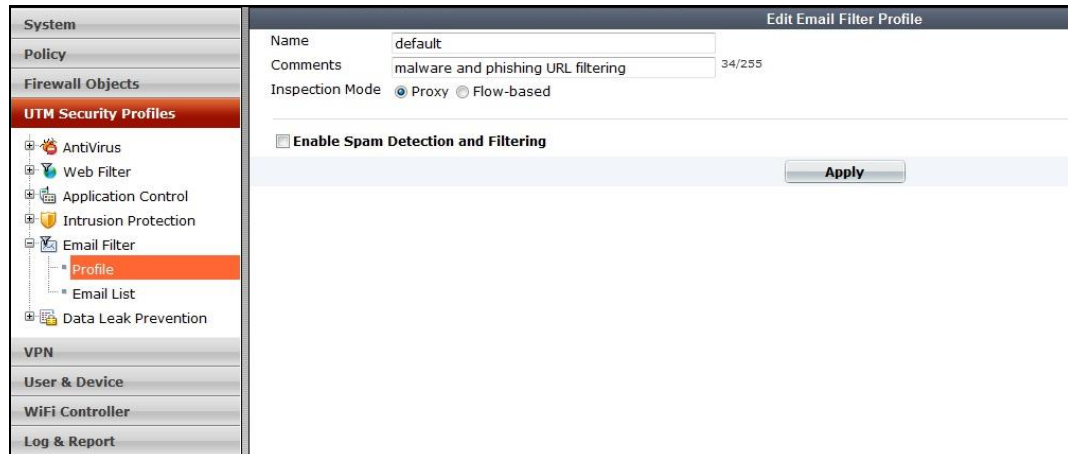 System
Policy
Firewall Objects
UTM Security Profiles
AntiVirus
Web Filter
Application Control
Intrusion Protection
Email Filter
Profile
Email List
Data Leak Prevention
VPN
User & Device
WiFi Controller
Log & Report
Edit Email Filter Profile
Name default
Comments malware and phishing URL filtering 34/255
Inspection Mode Proxy Flow-based
Enable Spam Detection and Filtering
Apply